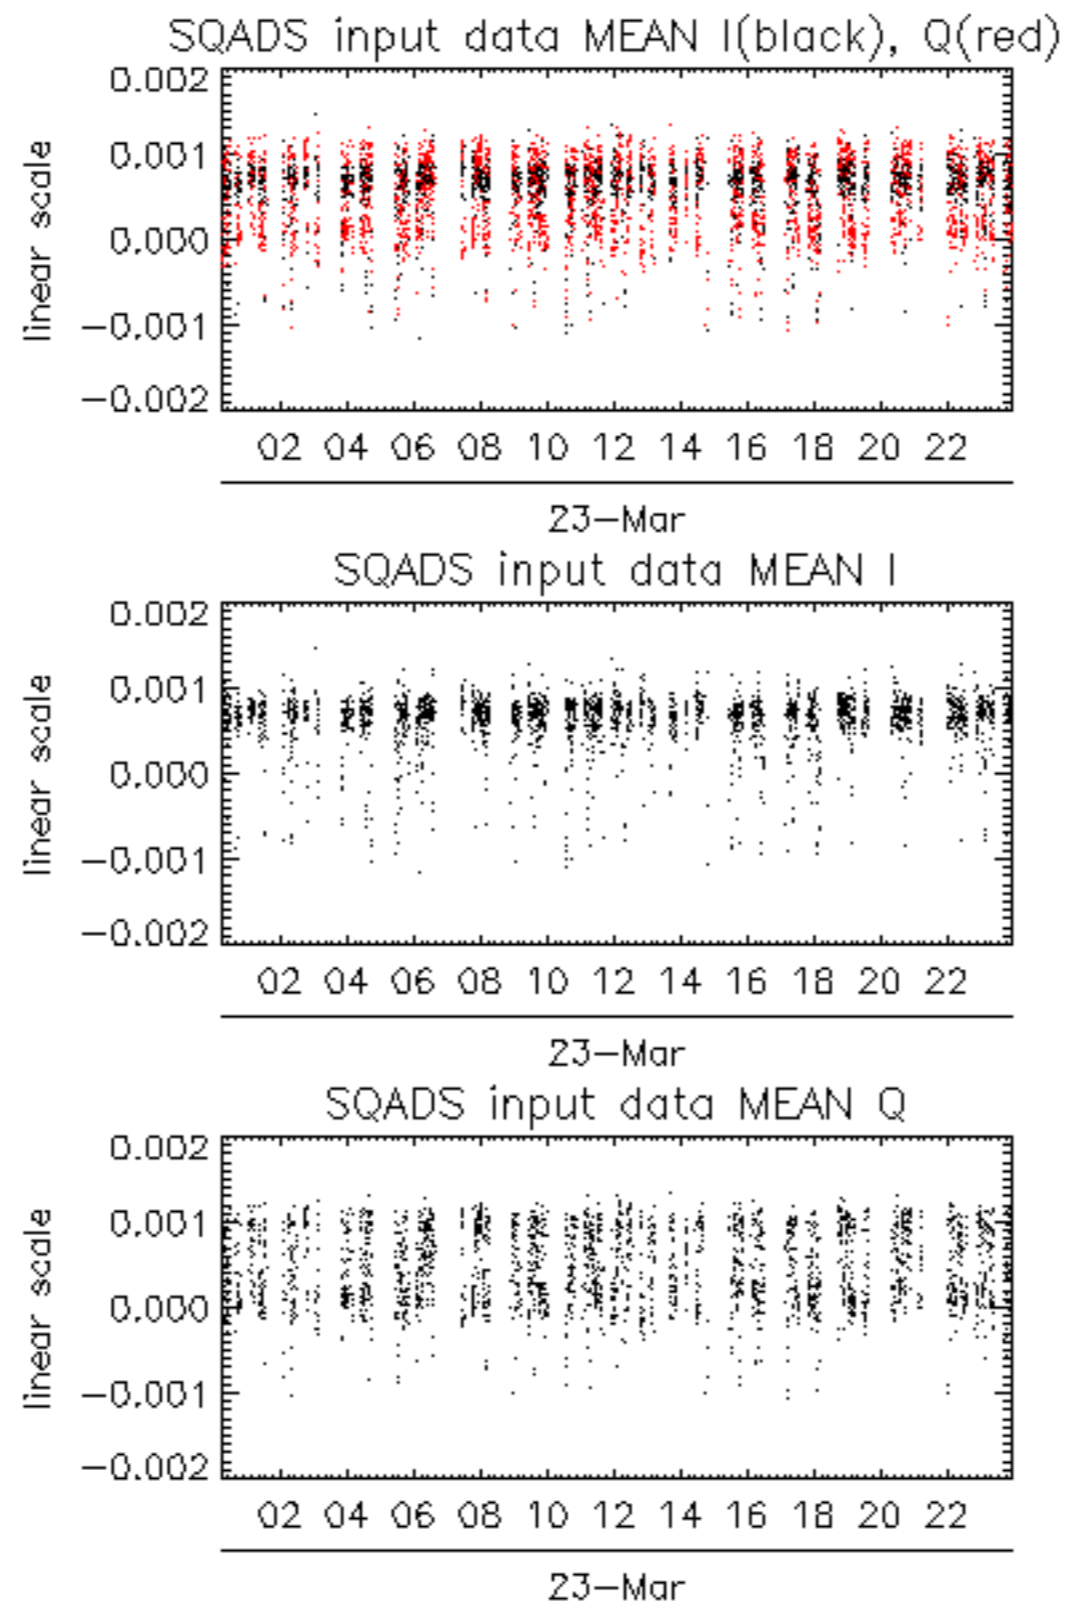 SQADS input data MEAN I(black), Q(red)
0.002
0.001
0.000
−0.001
−0.002
linear scale
02 04 06 08 10 12 14 16 18 20 22
23−Mar
SQADS input data MEAN I
0.002
0.001
0.000
−0.001
−0.002
linear scale
02 04 06 08 10 12 14 16 18 20 22
23−Mar
SQADS input data MEAN Q
0.002
0.001
0.000
−0.001
−0.002
linear scale
02 04 06 08 10 12 14 16 18 20 22
23−Mar